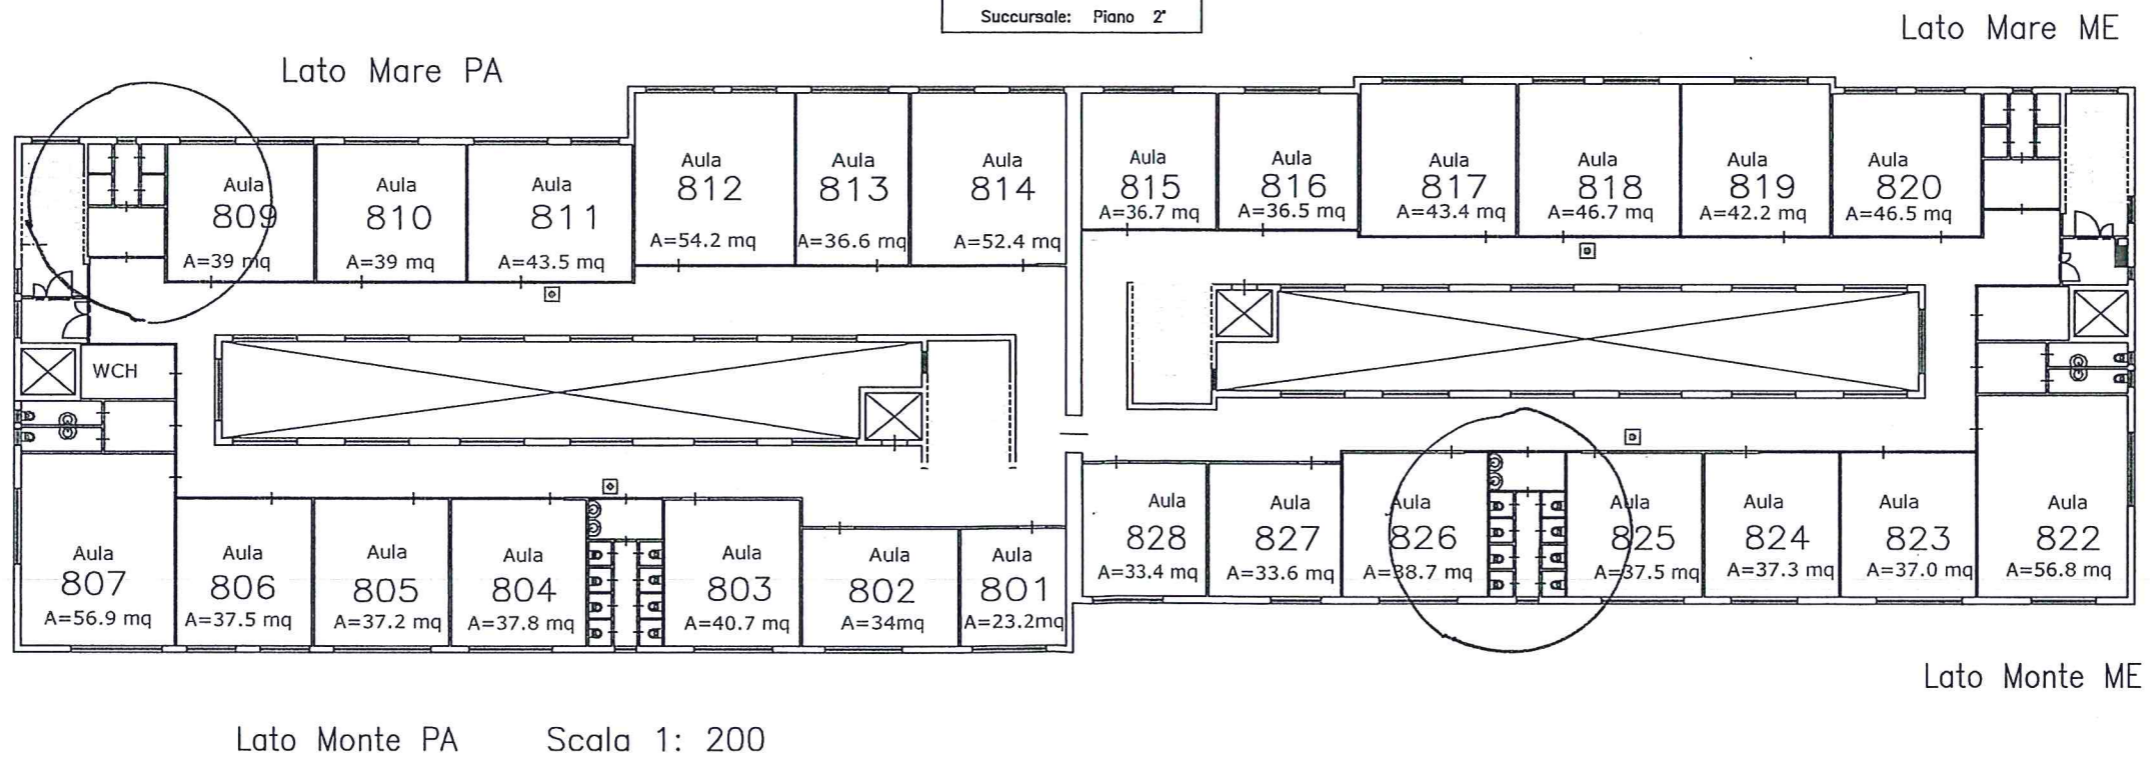 Succursale: Piano 2°
Lato Mare ME
Lato Mare PA
Aula
809
A=39 mq
Aula
810
A=39 mq
Aula
811
A=43.5 mq
Aula
812
A=54.2 mq
Aula
813
A=36.6 mq
Aula
814
A=52.4 mq
Aula
815
A=36.7 mq
Aula
816
A=36.5 mq
Aula
817
A=43.4 mq
Aula
818
A=46.7 mq
Aula
819
A=42.2 mq
Aula
820
A=46.5 mq
WCH
Aula
807
A=56.9 mq
Aula
806
A=37.5 mq
Aula
805
A=37.2 mq
Aula
804
A=37.8 mq
Aula
803
A=40.7 mq
Aula
802
A=34mq
Aula
801
A=23.2mq
Aula
828
A=33.4 mq
Aula
827
A=33.6 mq
Aula
826
A=38.7 mq
Aula
825
A=37.5 mq
Aula
824
A=37.3 mq
Aula
823
A=37.0 mq
Aula
822
A=56.8 mq
Lato Monte ME
Lato Monte PA
Scala 1: 200